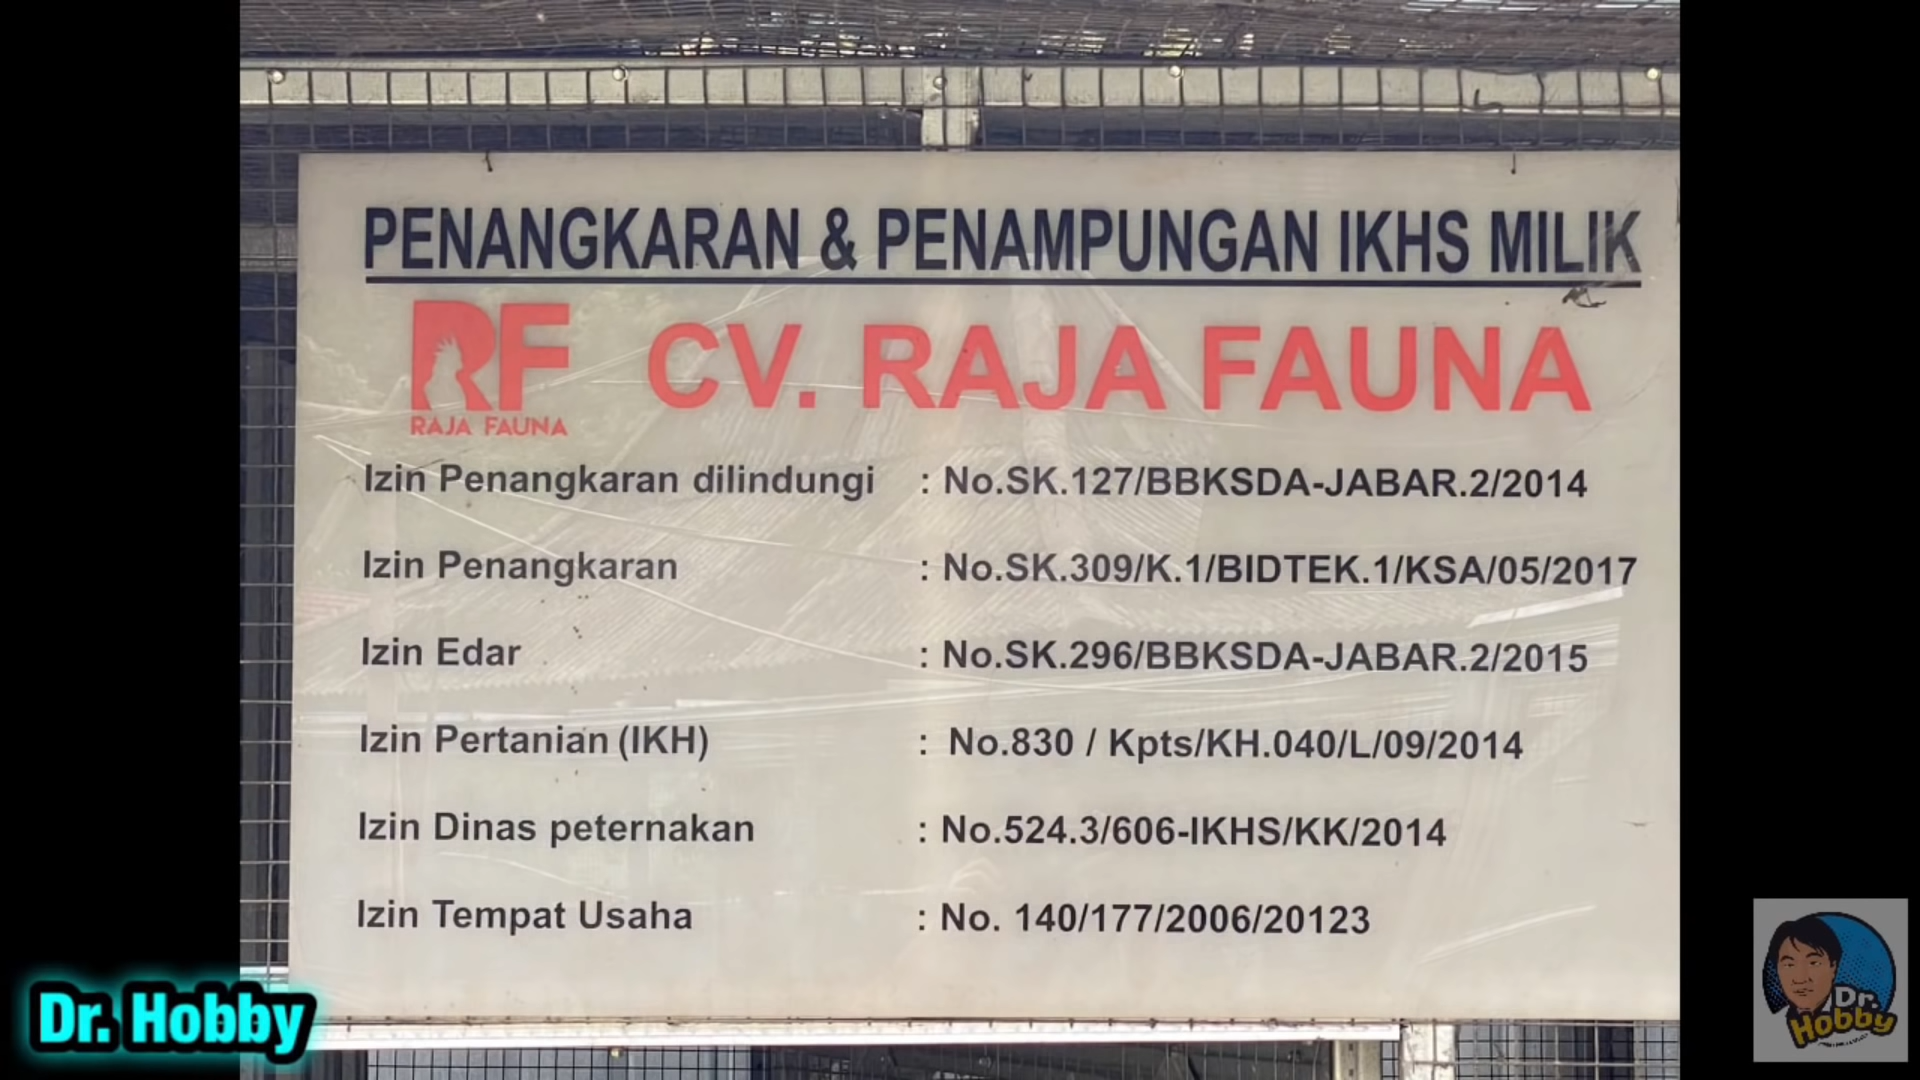 PENANGKARAN & PENAMPUNGAN IKHS MILIK
RF CV. RAJA FAUNA
RAJA FAUNA
Izin Penangkaran dilindungi : No.SK.127/BBKSDA-JABAR.2/2014
Izin Penangkaran : No.SK.309/K.1/BIDTEK.1/KSA/05/2017
Izin Edar : No.SK.296/BBKSDA-JABAR.2/2015
Izin Pertanian (IKH) : No.830 / Kpts/KH.040/L/09/2014
Izin Dinas peternakan : No.524.3/606-IKHS/KK/2014
Izin Tempat Usaha : No. 140/177/2006/20123
Dr. Hobby
Dr.
Hobby